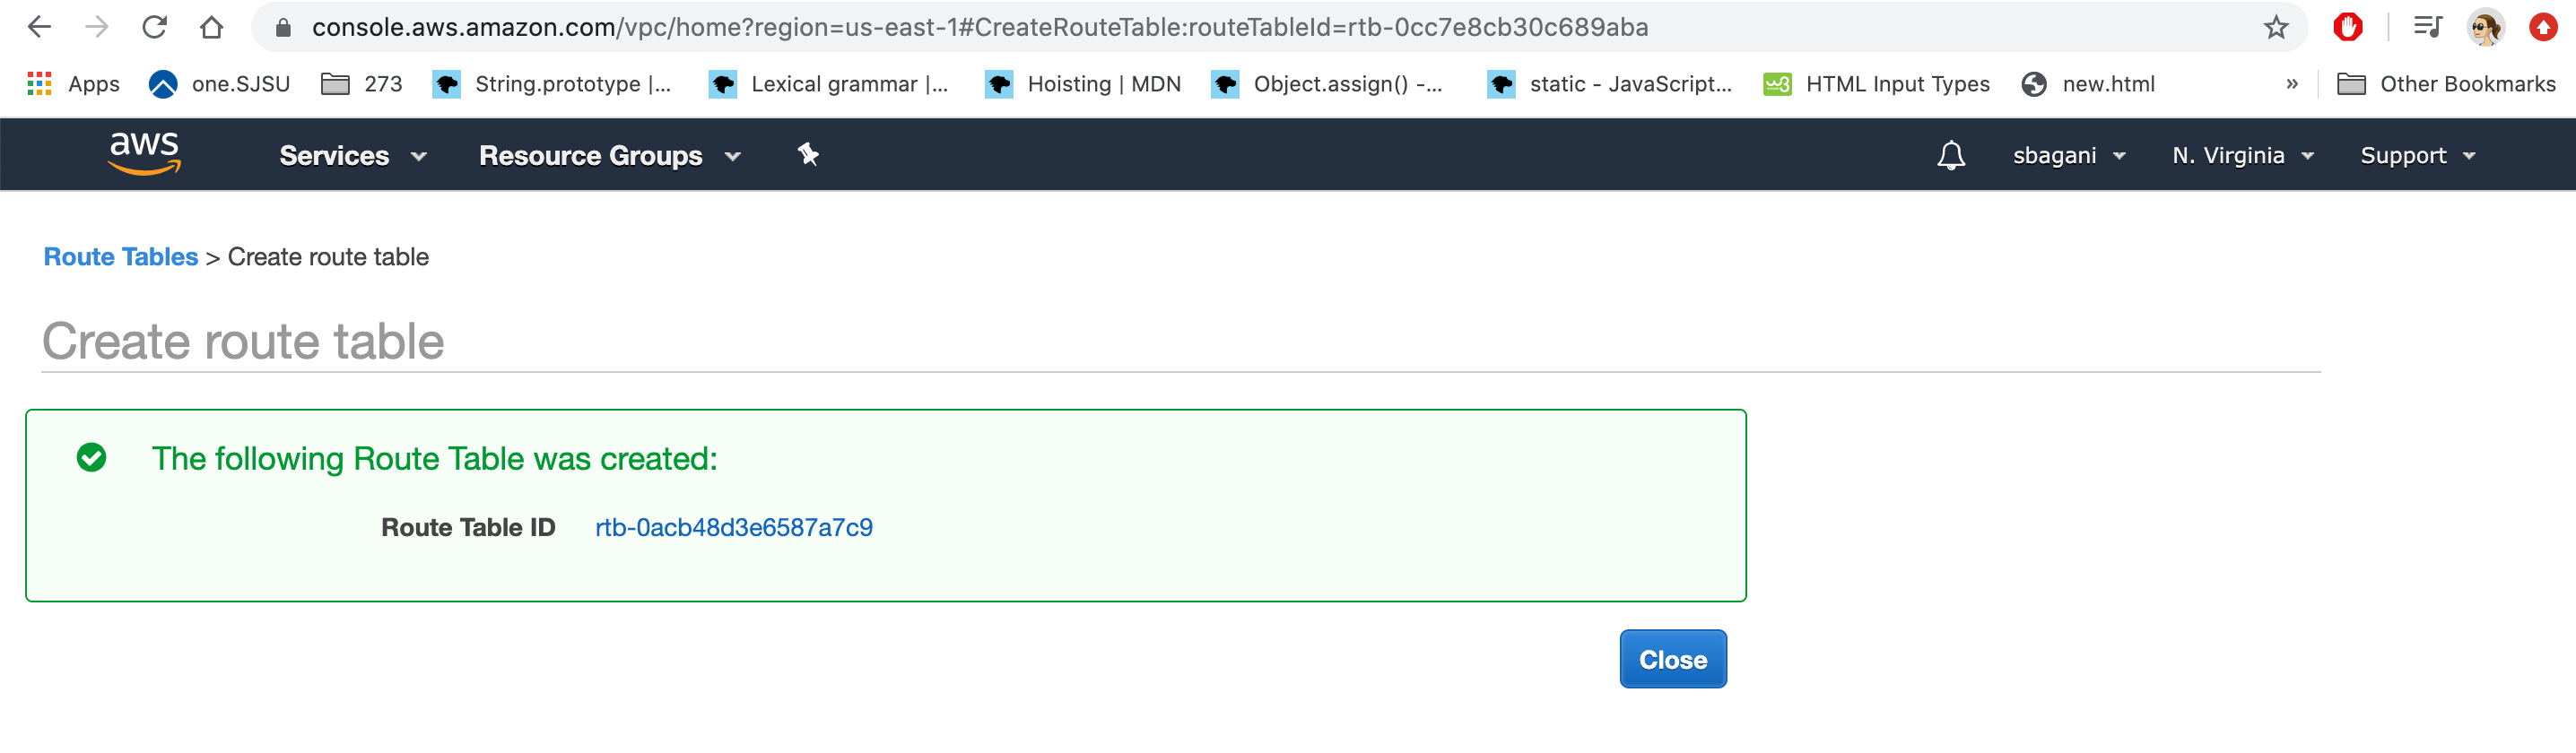 console.aws.amazon.com/vpc/home?region=us-east-1#CreateRouteTable:routeTableId=rtb-0cc7e8cb30c689aba
Apps one.SJSU 273 String.prototype |... Lexical grammar |... Hoisting | MDN Object.assign() -... static - JavaScript... w3 HTML Input Types new.html » Other Bookmarks
aws Services Resource Groups sbagani N. Virginia Support
Route Tables > Create route table
Create route table
The following Route Table was created:
Route Table ID rtb-0acb48d3e6587a7c9
Close